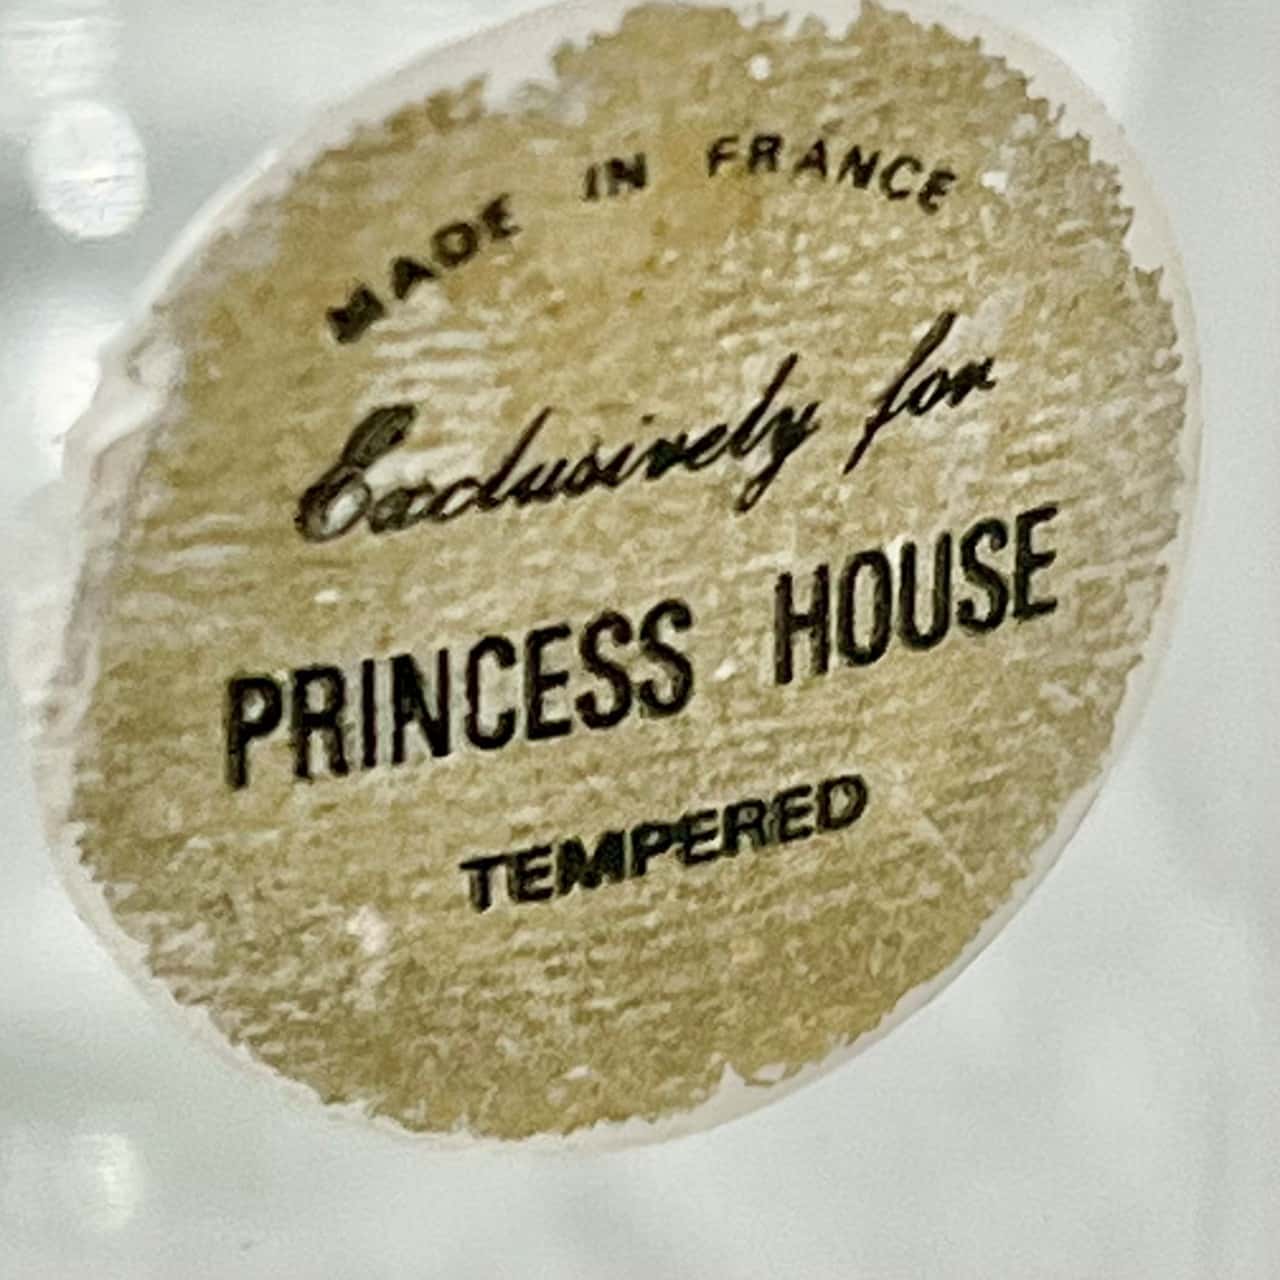 MADE IN FRANCE
Exclusively for
PRINCESS HOUSE
TEMPERED